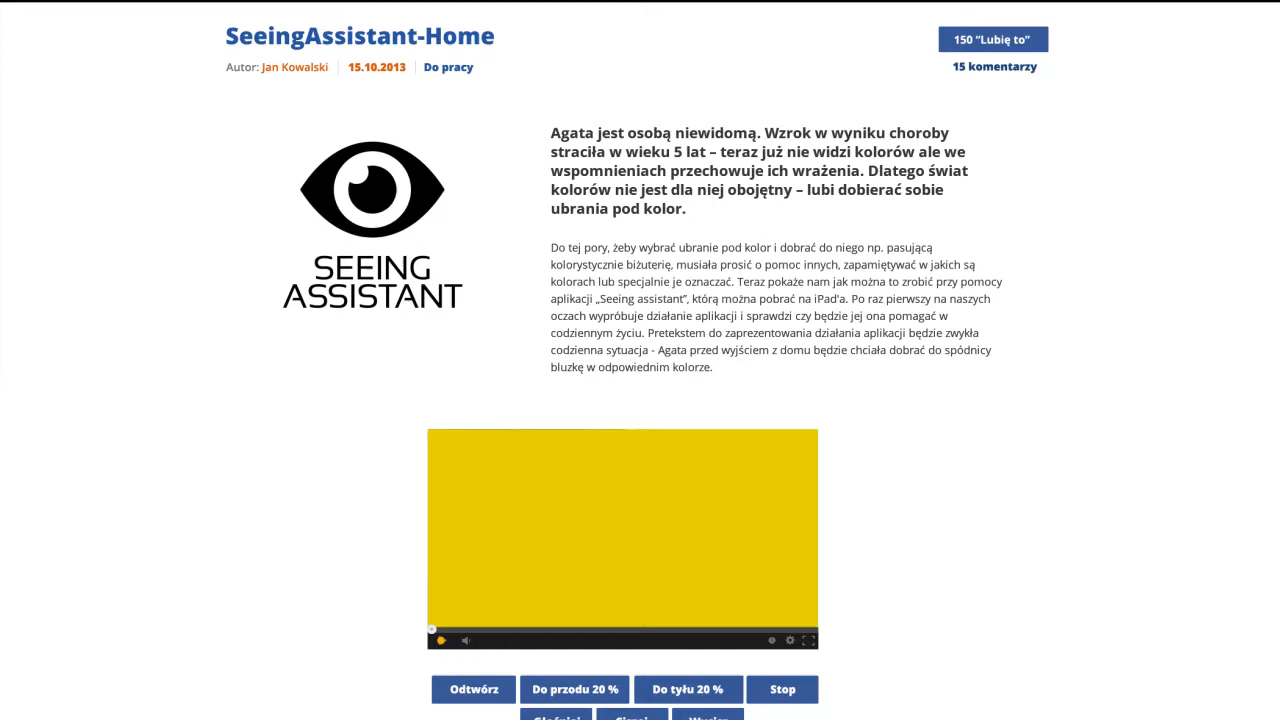 SeeingAssistant-Home
150 “Lubię to”
Autor: Jan Kowalski 15.10.2013 Do pracy
15 komentarzy
SEEING
ASSISTANT
Agata jest osobą niewidomą. Wzrok w wyniku choroby
straciła w wieku 5 lat – teraz już nie widzi kolorów ale we
wspomnieniach przechowuje ich wrażenia. Dlatego świat
kolorów nie jest dla niej obojętny – lubi dobierać sobie
ubrania pod kolor.
Do tej pory, żeby wybrać ubranie pod kolor i dobrać do niego np. pasującą
kolorystycznie biżuterię, musiała prosić o pomoc innych, zapamiętywać w jakich są
kolorach lub specjalnie je oznaczać. Teraz pokaże nam jak można to zrobić przy pomocy
aplikacji „Seeing assistant”, którą można pobrać na iPad'a. Po raz pierwszy na naszych
oczach wypróbuje działanie aplikacji i sprawdzi czy będzie jej ona pomagać w
codziennym życiu. Pretekstem do zaprezentowania działania aplikacji będzie zwykła
codzienna sytuacja - Agata przed wyjściem z domu będzie chciała dobrać do spódnicy
bluzkę w odpowiednim kolorze.
Odtwórz Do przodu 20 % Do tyłu 20 % Stop
Głośniej Ciszej Wycisz